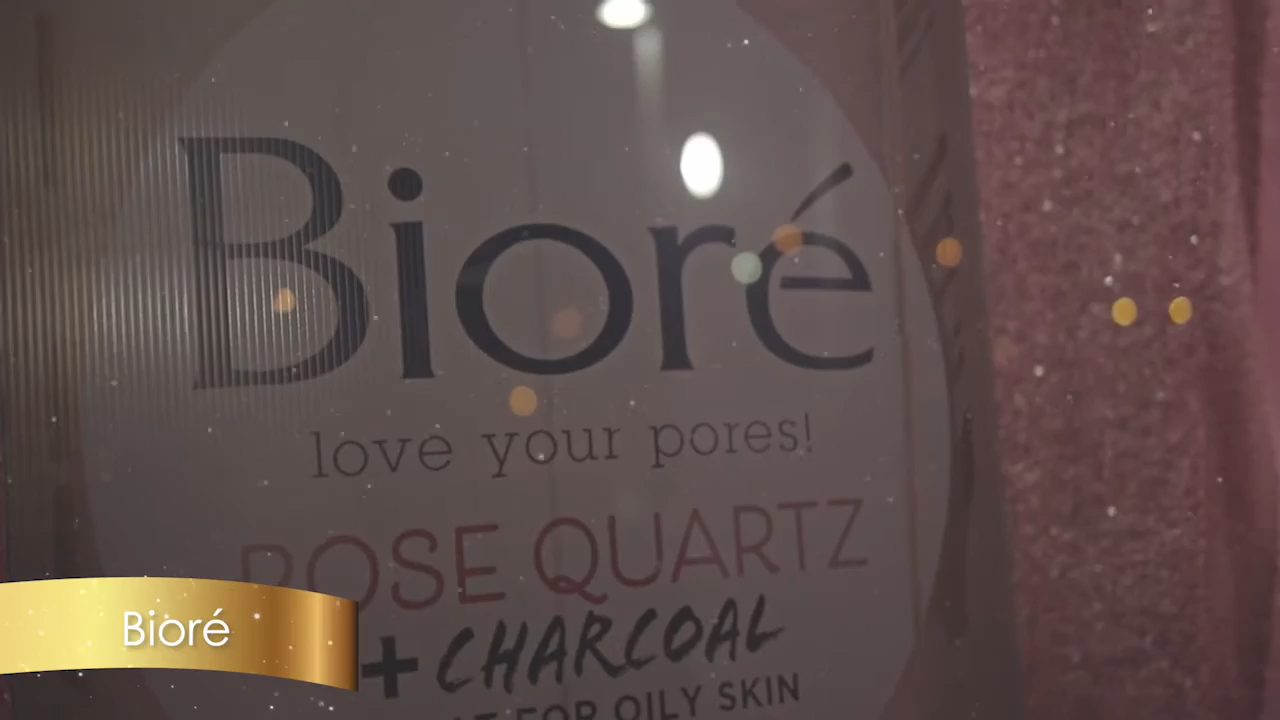 Bioré
love your pores!
ROSE QUARTZ
+ CHARCOAL
FOR OILY SKIN
Bioré